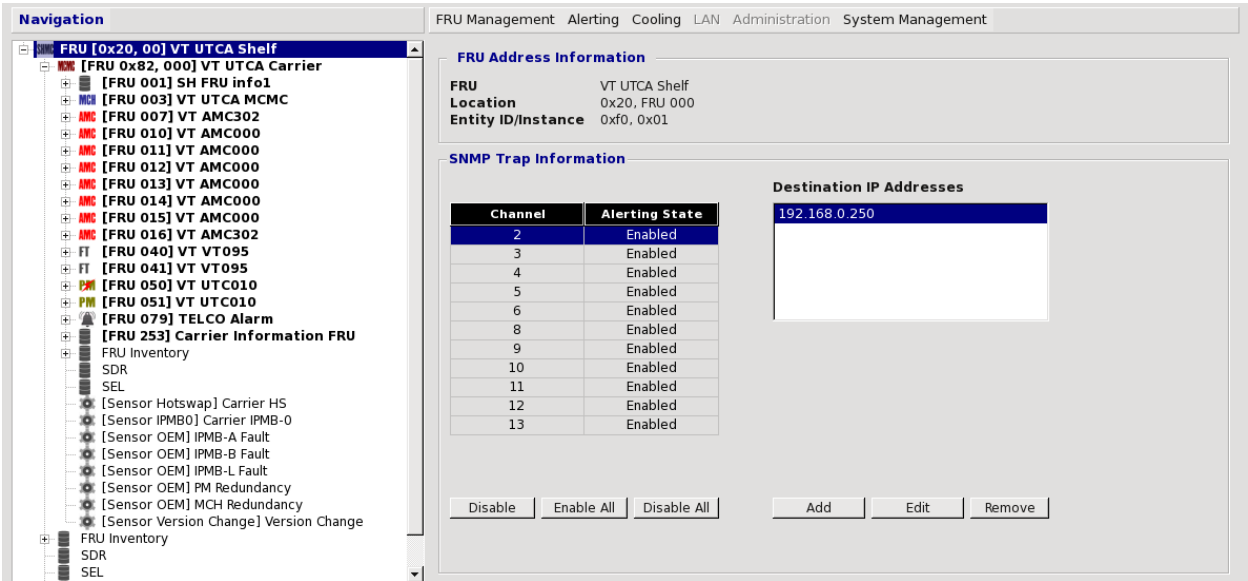 Navigation
FRU Management Alerting Cooling LAN Administration System Management
SHMC FRU [0x20, 00] VT UTCA Shelf
MCMC [FRU 0x82, 000] VT UTCA Carrier
[FRU 001] SH FRU info1
MCH [FRU 003] VT UTCA MCMC
AMC [FRU 007] VT AMC302
AMC [FRU 010] VT AMC000
AMC [FRU 011] VT AMC000
AMC [FRU 012] VT AMC000
AMC [FRU 013] VT AMC000
AMC [FRU 014] VT AMC000
AMC [FRU 015] VT AMC000
AMC [FRU 016] VT AMC302
FT [FRU 040] VT VT095
FT [FRU 041] VT VT095
PM [FRU 050] VT UTC010
PM [FRU 051] VT UTC010
[FRU 079] TELCO Alarm
[FRU 253] Carrier Information FRU
FRU Inventory
SDR
SEL
[Sensor Hotswap] Carrier HS
[Sensor IPMB0] Carrier IPMB-0
[Sensor OEM] IPMB-A Fault
[Sensor OEM] IPMB-B Fault
[Sensor OEM] IPMB-L Fault
[Sensor OEM] PM Redundancy
[Sensor OEM] MCH Redundancy
[Sensor Version Change] Version Change
FRU Inventory
SDR
SEL
FRU Address Information
FRU VT UTCA Shelf
Location 0x20, FRU 000
Entity ID/Instance 0xf0, 0x01
SNMP Trap Information
Channel Alerting State
2 Enabled
3 Enabled
4 Enabled
5 Enabled
6 Enabled
8 Enabled
9 Enabled
10 Enabled
11 Enabled
12 Enabled
13 Enabled
Disable Enable All Disable All
Destination IP Addresses
192.168.0.250
Add Edit Remove